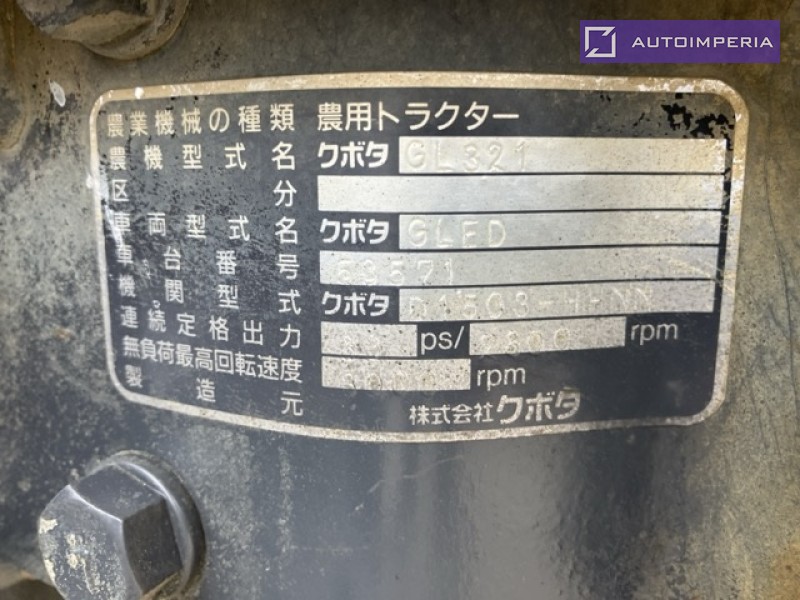 AUTOIMPERIA
農業機械の種類 農用トラクター
農機型式名 クボタ GL321
区分
車両型式名 クボタ GLED
車台番号 53571
機関型式 クボタ
連続定格出力 ps/ rpm
無負荷最高回転速度 rpm
製造元 株式会社クボタ